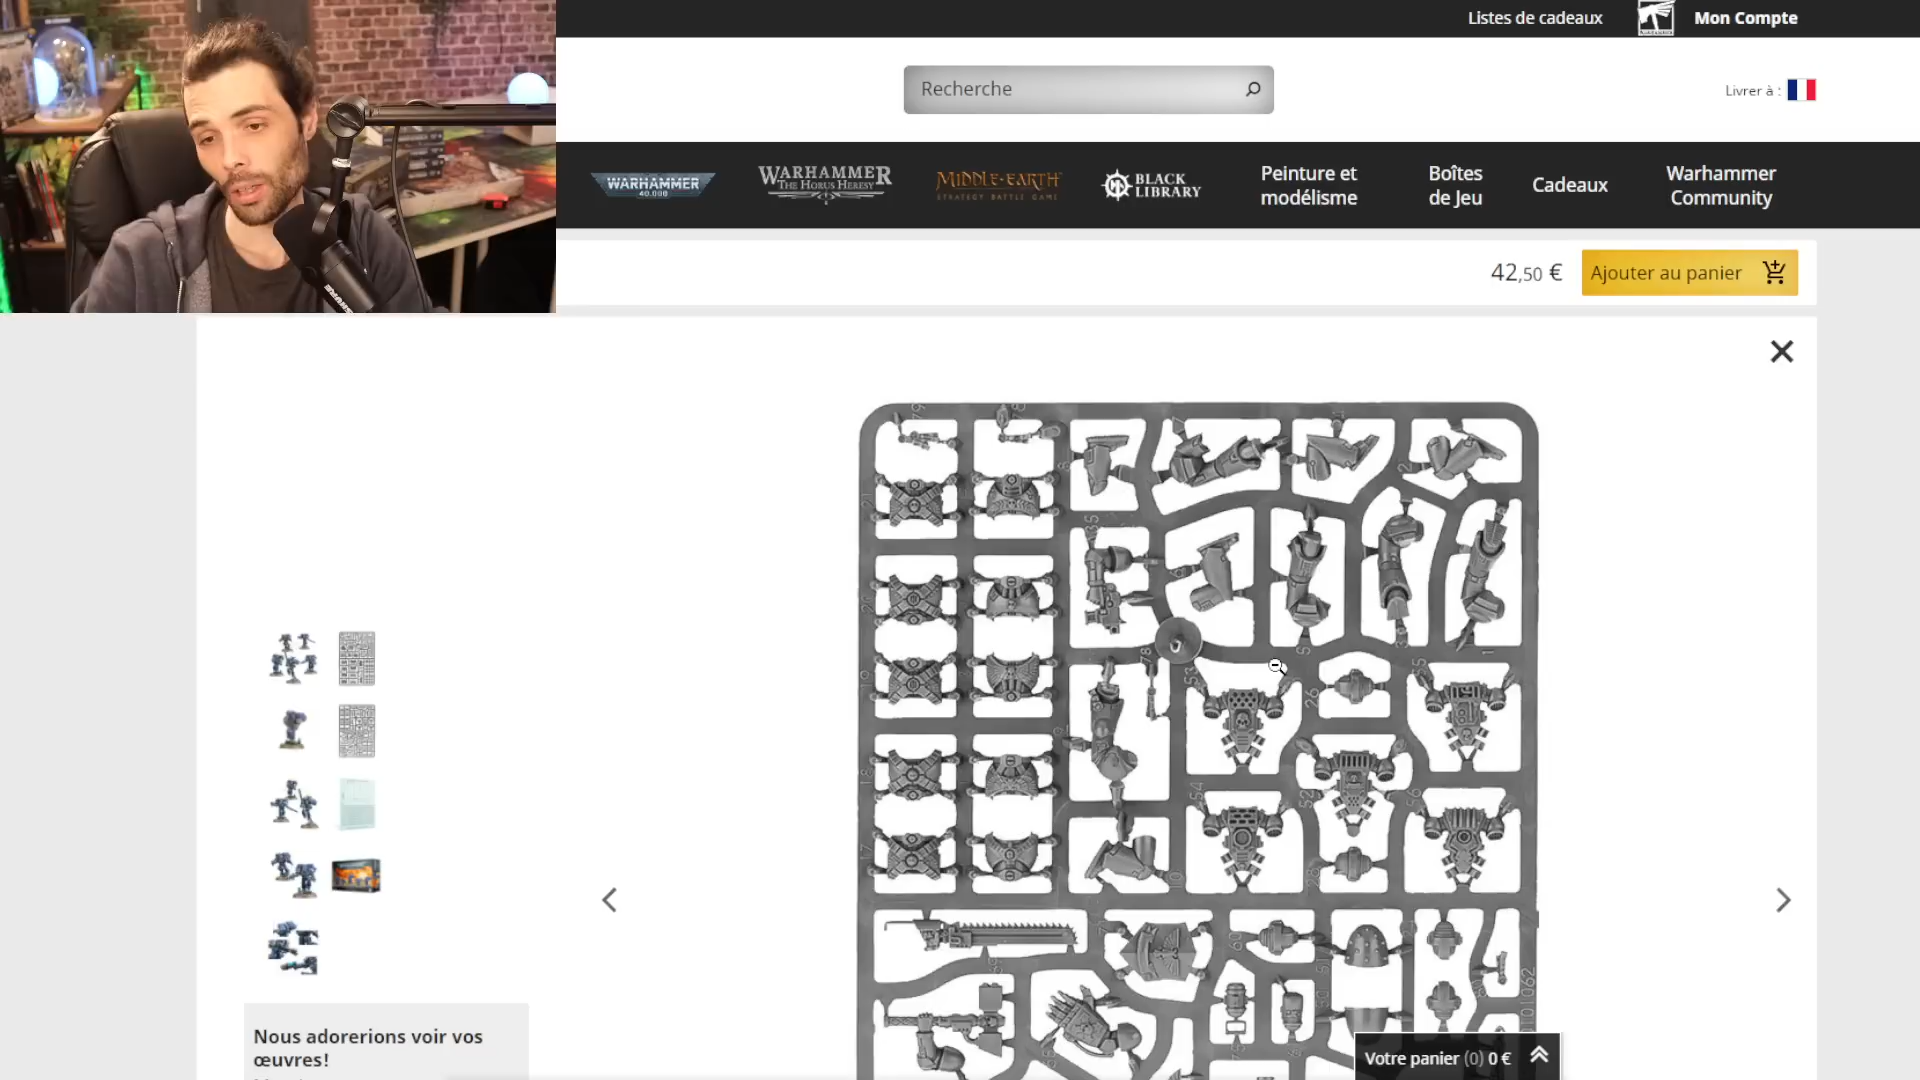 Listes de cadeaux
Mon Compte
Recherche
Livrer à :
WARHAMMER
40,000
WARHAMMER
THE HORUS HERESY
MIDDLE-EARTH
STRATEGY BATTLE GAME
BLACK
LIBRARY
Peinture et
modélisme
Boîtes
de Jeu
Cadeaux
Warhammer
Community
42,50 €
Ajouter au panier
Nous adorerions voir vos
œuvres!
Votre panier (0) 0 €